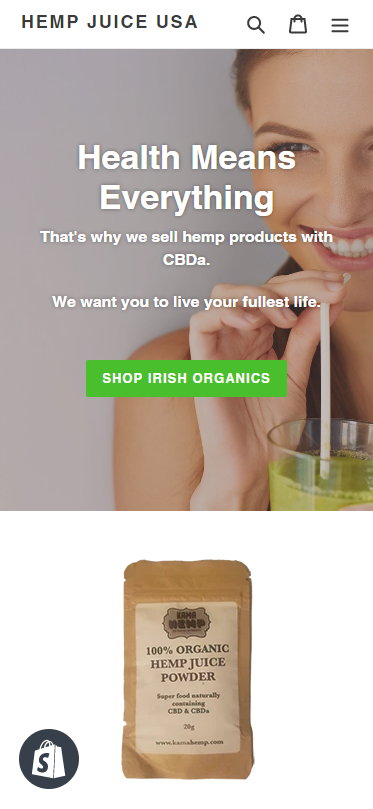 HEMP JUICE USA
Health Means
Everything
That's why we sell hemp products with
CBDa.
We want you to live your fullest life.
SHOP IRISH ORGANICS
KAMA
HEMP
100% ORGANIC
HEMP JUICE
POWDER
Super food naturally
containing
CBD & CBDa
20g
www.kamahemp.com
S